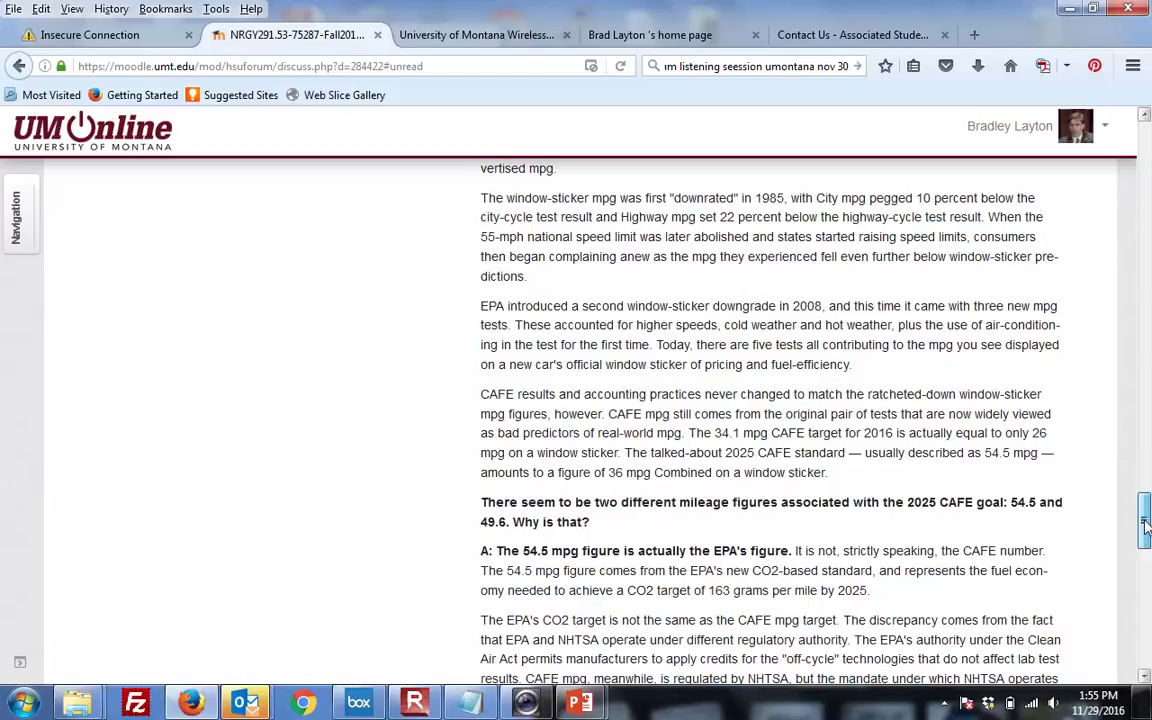 File Edit View History Bookmarks Tools Help
Insecure Connection × NRGY291.53-75287-Fall201... × University of Montana Wireless... × Brad Layton 's home page × Contact Us - Associated Stude... × +
https://moodle.umt.edu/mod/hsuforum/discuss.php?d=284422#unread
um listening seession umontana nov 30
Most Visited Getting Started Suggested Sites Web Slice Gallery
UM Online
UNIVERSITY OF MONTANA
Bradley Layton
Navigation
vertised mpg.
The window-sticker mpg was first "downrated" in 1985, with City mpg pegged 10 percent below the
city-cycle test result and Highway mpg set 22 percent below the highway-cycle test result. When the
55-mph national speed limit was later abolished and states started raising speed limits, consumers
then began complaining anew as the mpg they experienced fell even further below window-sticker pre-
dictions.
EPA introduced a second window-sticker downgrade in 2008, and this time it came with three new mpg
tests. These accounted for higher speeds, cold weather and hot weather, plus the use of air-condition-
ing in the test for the first time. Today, there are five tests all contributing to the mpg you see displayed
on a new car's official window sticker of pricing and fuel-efficiency.
CAFE results and accounting practices never changed to match the ratcheted-down window-sticker
mpg figures, however. CAFE mpg still comes from the original pair of tests that are now widely viewed
as bad predictors of real-world mpg. The 34.1 mpg CAFE target for 2016 is actually equal to only 26
mpg on a window sticker. The talked-about 2025 CAFE standard — usually described as 54.5 mpg —
amounts to a figure of 36 mpg Combined on a window sticker.
There seem to be two different mileage figures associated with the 2025 CAFE goal: 54.5 and
49.6. Why is that?
A: The 54.5 mpg figure is actually the EPA's figure. It is not, strictly speaking, the CAFE number.
The 54.5 mpg figure comes from the EPA's new CO2-based standard, and represents the fuel econ-
omy needed to achieve a CO2 target of 163 grams per mile by 2025.
The EPA's CO2 target is not the same as the CAFE mpg target. The discrepancy comes from the fact
that EPA and NHTSA operate under different regulatory authority. The EPA's authority under the Clean
Air Act permits manufacturers to apply credits for the "off-cycle" technologies that do not affect lab test
results. CAFE mpg, meanwhile, is regulated by NHTSA, but the mandate under which NHTSA operates
box
1:55 PM
11/29/2016